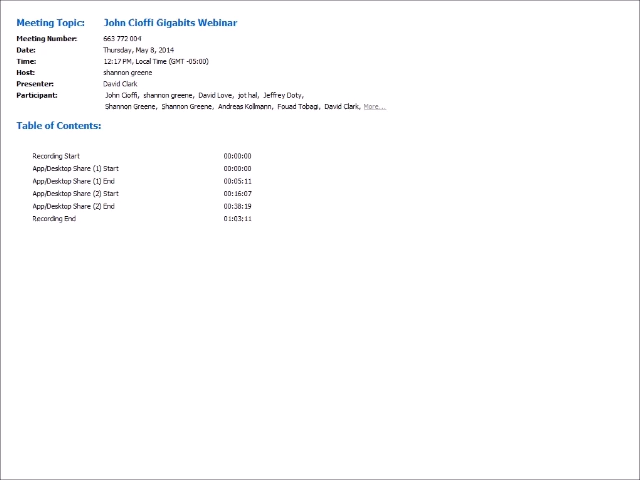 Meeting Topic: John Cioffi Gigabits Webinar
Meeting Number: 663 772 004
Date: Thursday, May 8, 2014
Time: 12:17 PM, Local Time (GMT -05:00)
Host: shannon greene
Presenter: David Clark
Participant: John Cioffi, shannon greene, David Love, jot hal, Jeffrey Doty,
Shannon Greene, Shannon Greene, Andreas Kollmann, Fouad Tobagi, David Clark, More...
Table of Contents:
Recording Start 00:00:00
App/Desktop Share (1) Start 00:00:00
App/Desktop Share (1) End 00:05:11
App/Desktop Share (2) Start 00:16:07
App/Desktop Share (2) End 00:38:19
Recording End 01:03:11